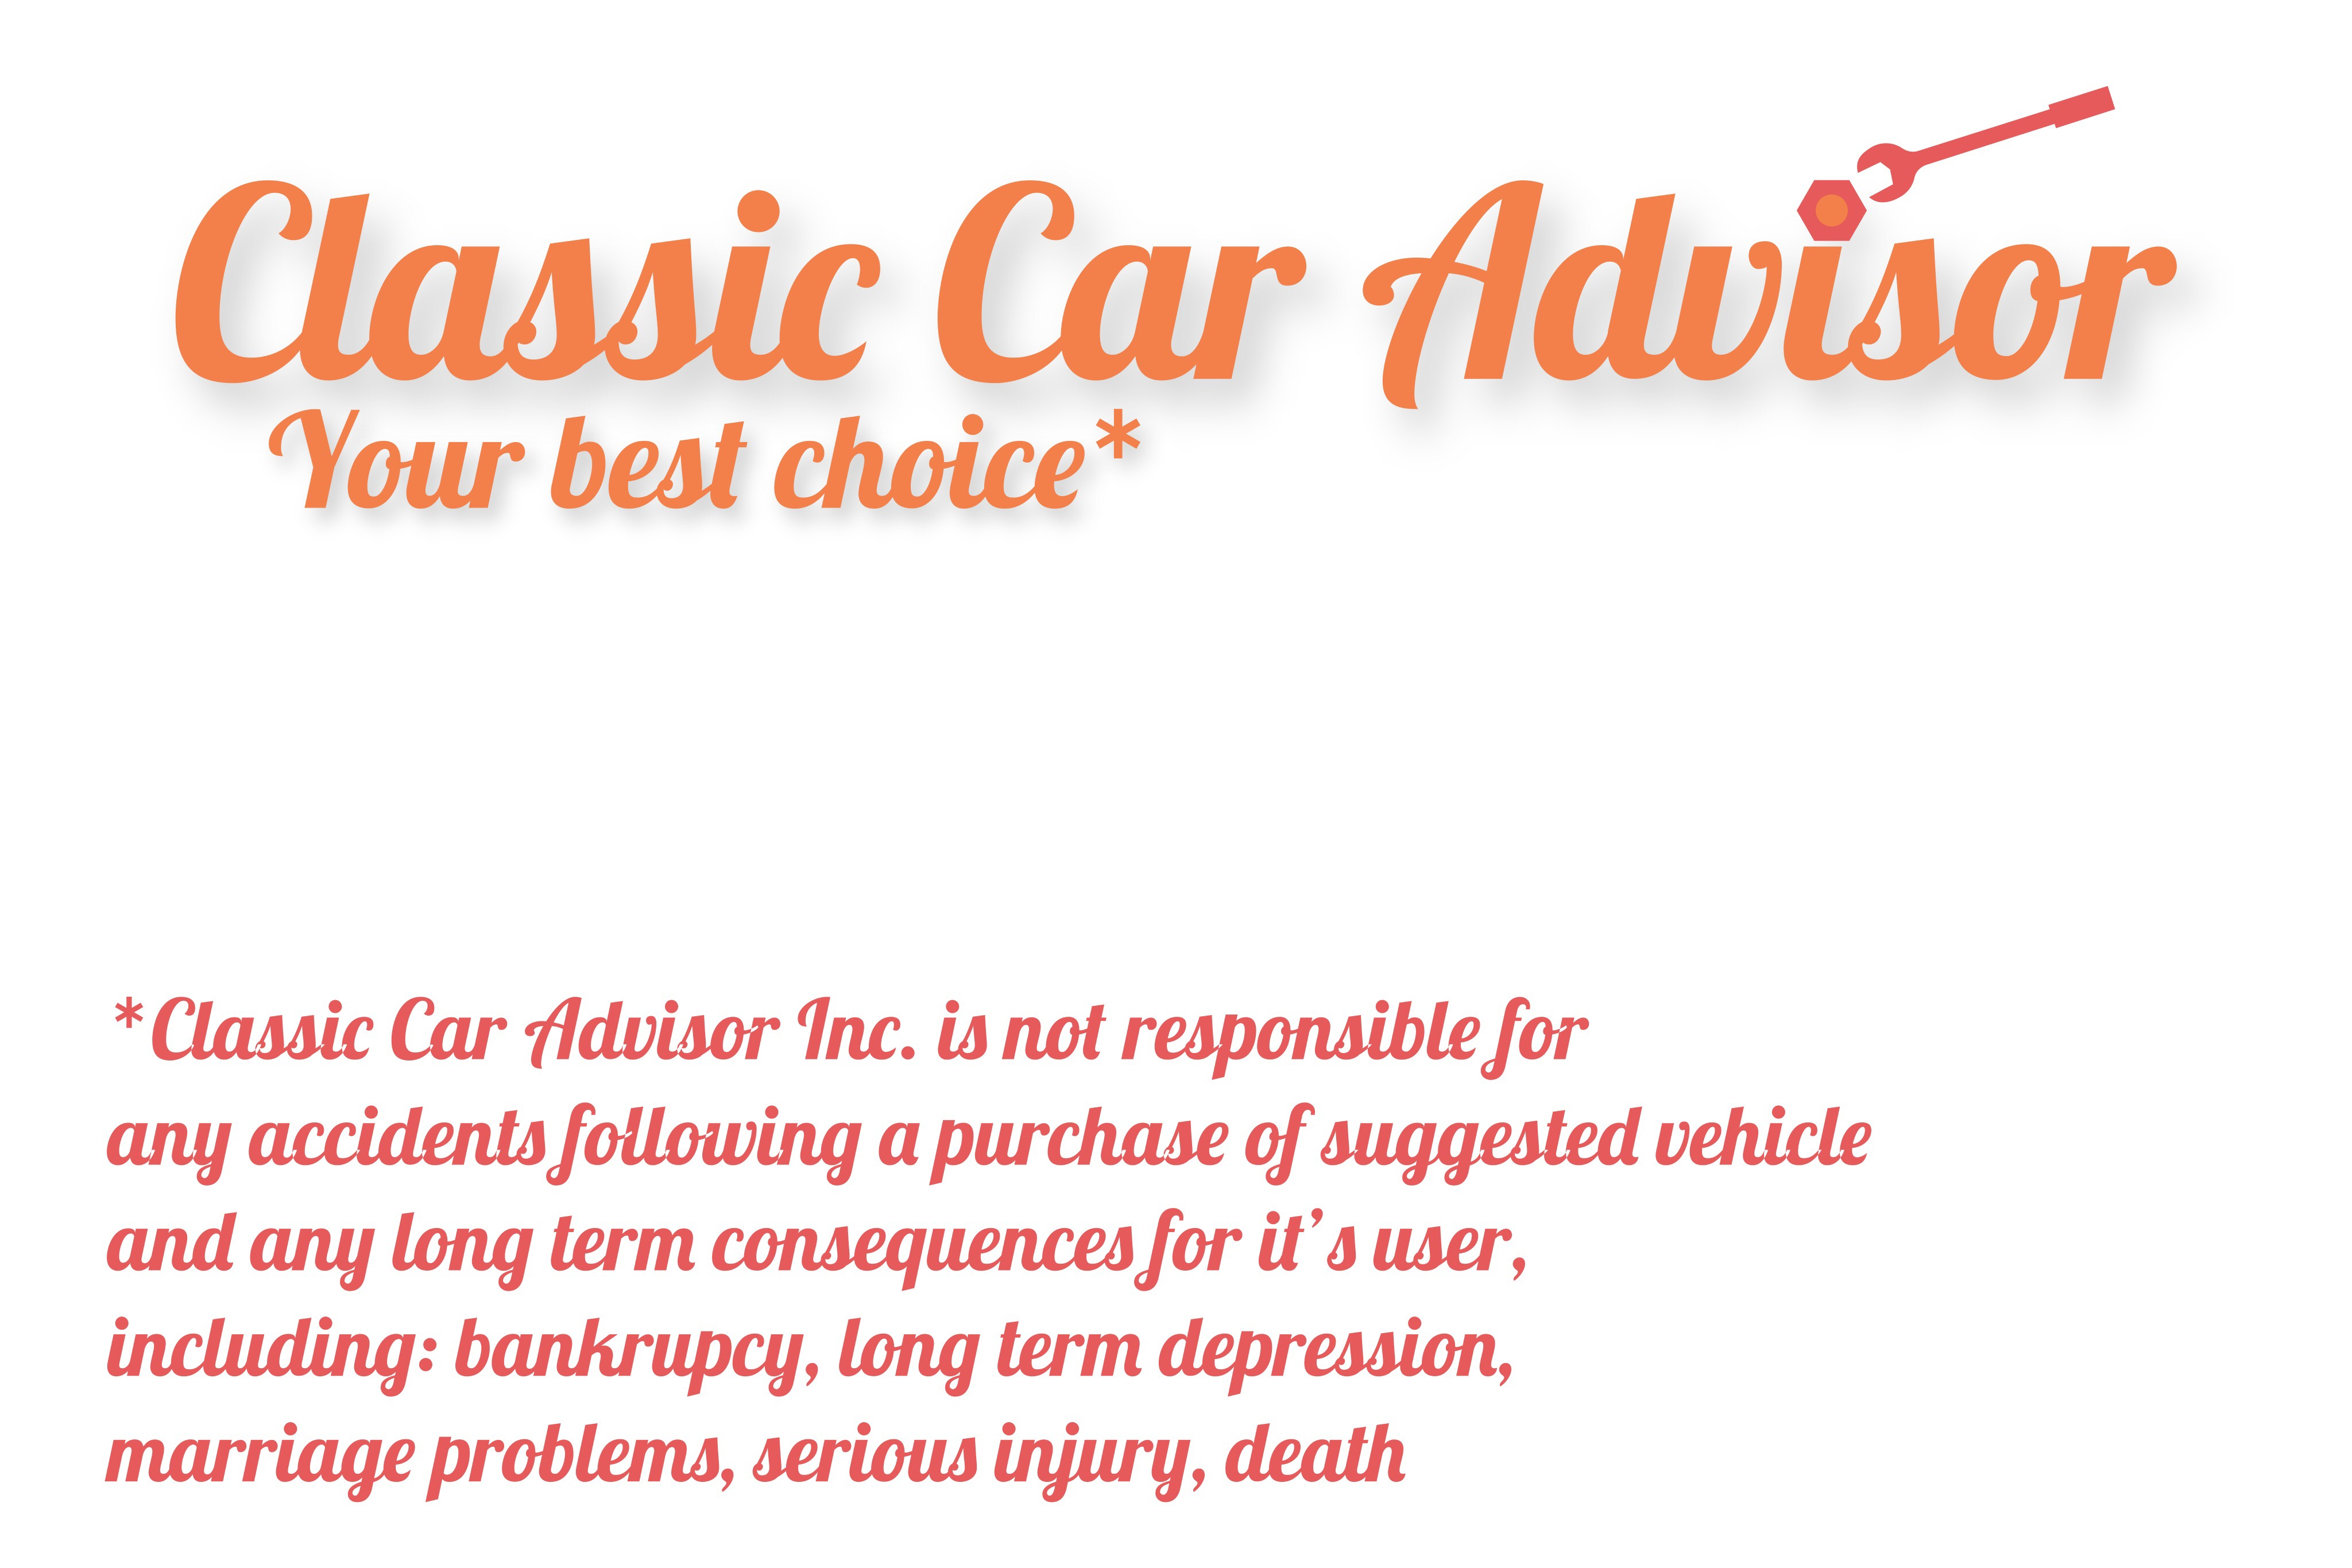 Classic Car Advisor
Your best choice*
*Classic Car Advisor Inc. is not responsible for
any accidents following a purchase of suggested vehicle
and any long term consequences for it’s user,
including: bankrupcy, long term depression,
marriage problems, serious injury, death